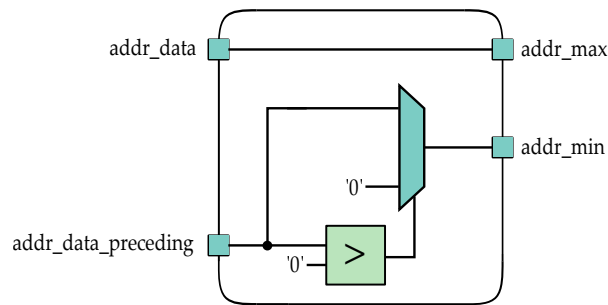 addr_data
addr_max
addr_min
'0'
addr_data_preceding
>
'0'